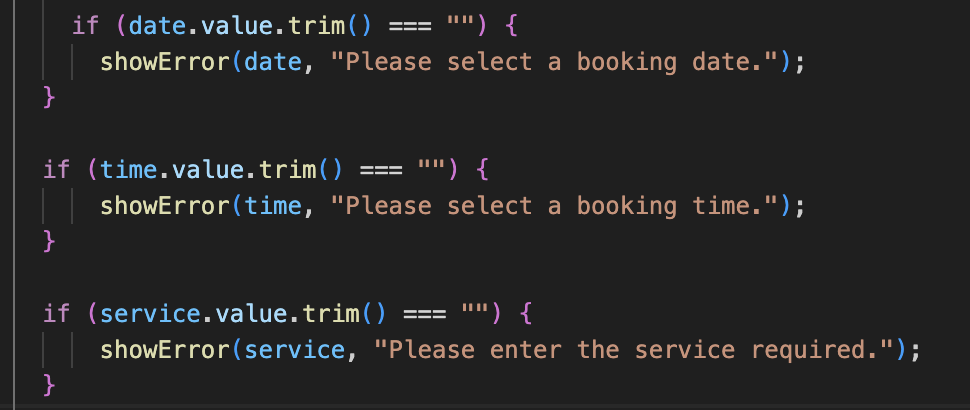 if (date.value.trim() === "") {
showError(date, "Please select a booking date.");
}
if (time.value.trim() === "") {
showError(time, "Please select a booking time.");
}
if (service.value.trim() === "") {
showError(service, "Please enter the service required.");
}